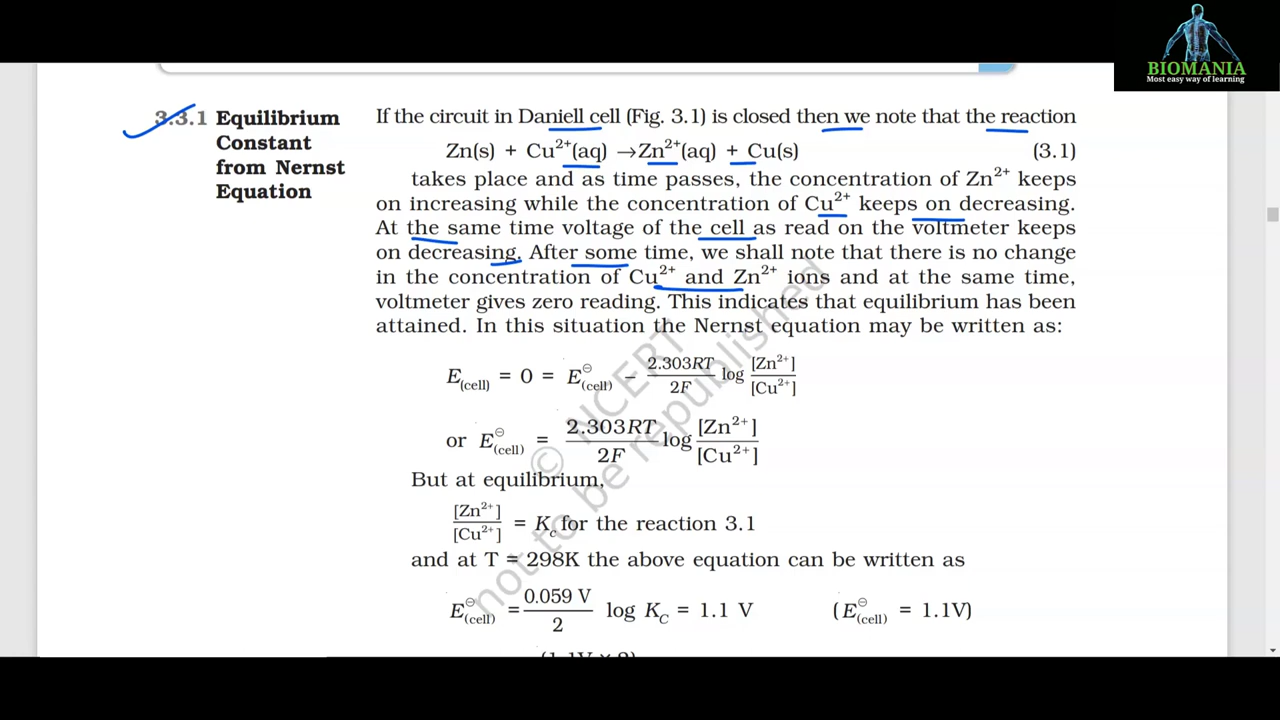 BIOMANIA
Most easy way of learning
3.3.1 Equilibrium
Constant
from Nernst
Equation
If the circuit in Daniell cell (Fig. 3.1) is closed then we note that the reaction
Zn(s) + Cu²⁺(aq) →Zn²⁺(aq) + Cu(s) (3.1)
takes place and as time passes, the concentration of Zn²⁺ keeps
on increasing while the concentration of Cu²⁺ keeps on decreasing.
At the same time voltage of the cell as read on the voltmeter keeps
on decreasing. After some time, we shall note that there is no change
in the concentration of Cu²⁺ and Zn²⁺ ions and at the same time,
voltmeter gives zero reading. This indicates that equilibrium has been
attained. In this situation the Nernst equation may be written as:
E(cell) = 0 = E⊖(cell) − 2.303RT/2F log [Zn²⁺]/[Cu²⁺]
or E⊖(cell) = 2.303RT/2F log [Zn²⁺]/[Cu²⁺]
But at equilibrium,
[Zn²⁺]/[Cu²⁺] = Kc for the reaction 3.1
and at T = 298K the above equation can be written as
E⊖(cell) = 0.059 V/2 log KC = 1.1 V (E⊖(cell) = 1.1V)
© NCERT
not to be republished